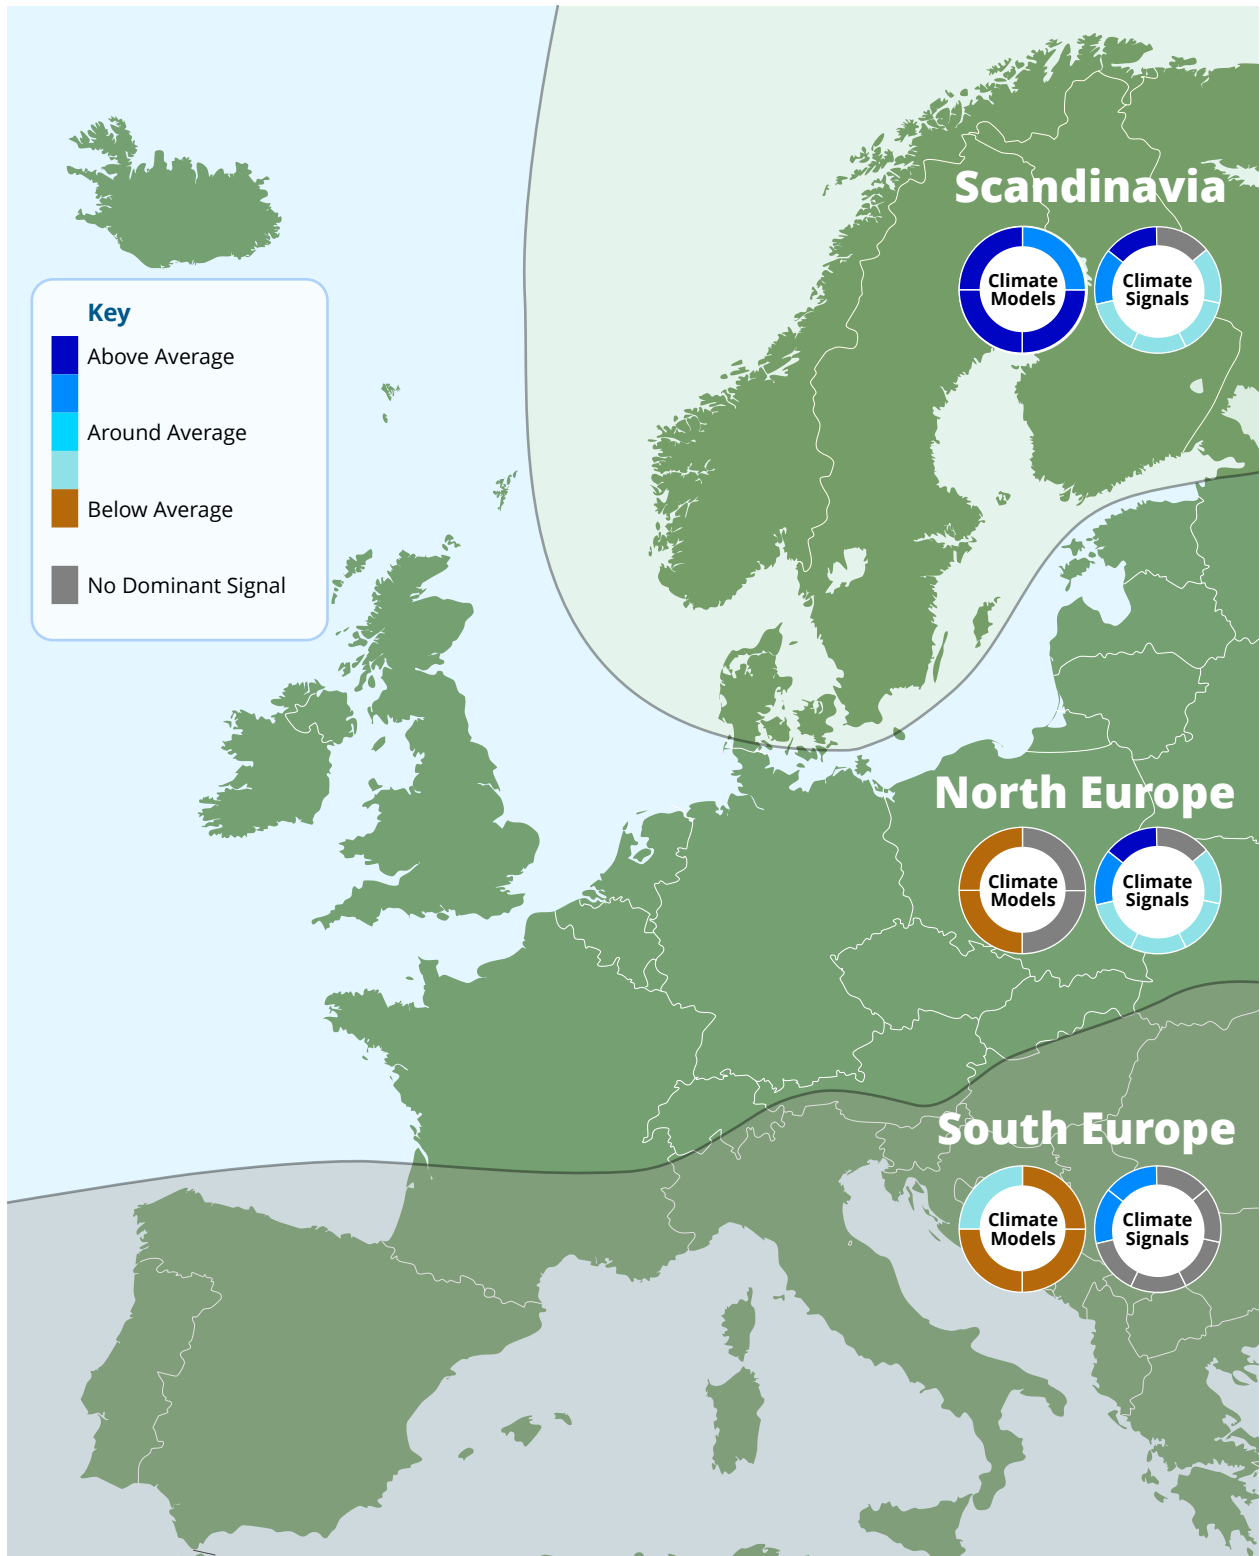 Scandinavia
Climate
Models
Climate
Signals
Key
Above Average
Around Average
Below Average
No Dominant Signal
North Europe
Climate
Models
Climate
Signals
South Europe
Climate
Models
Climate
Signals